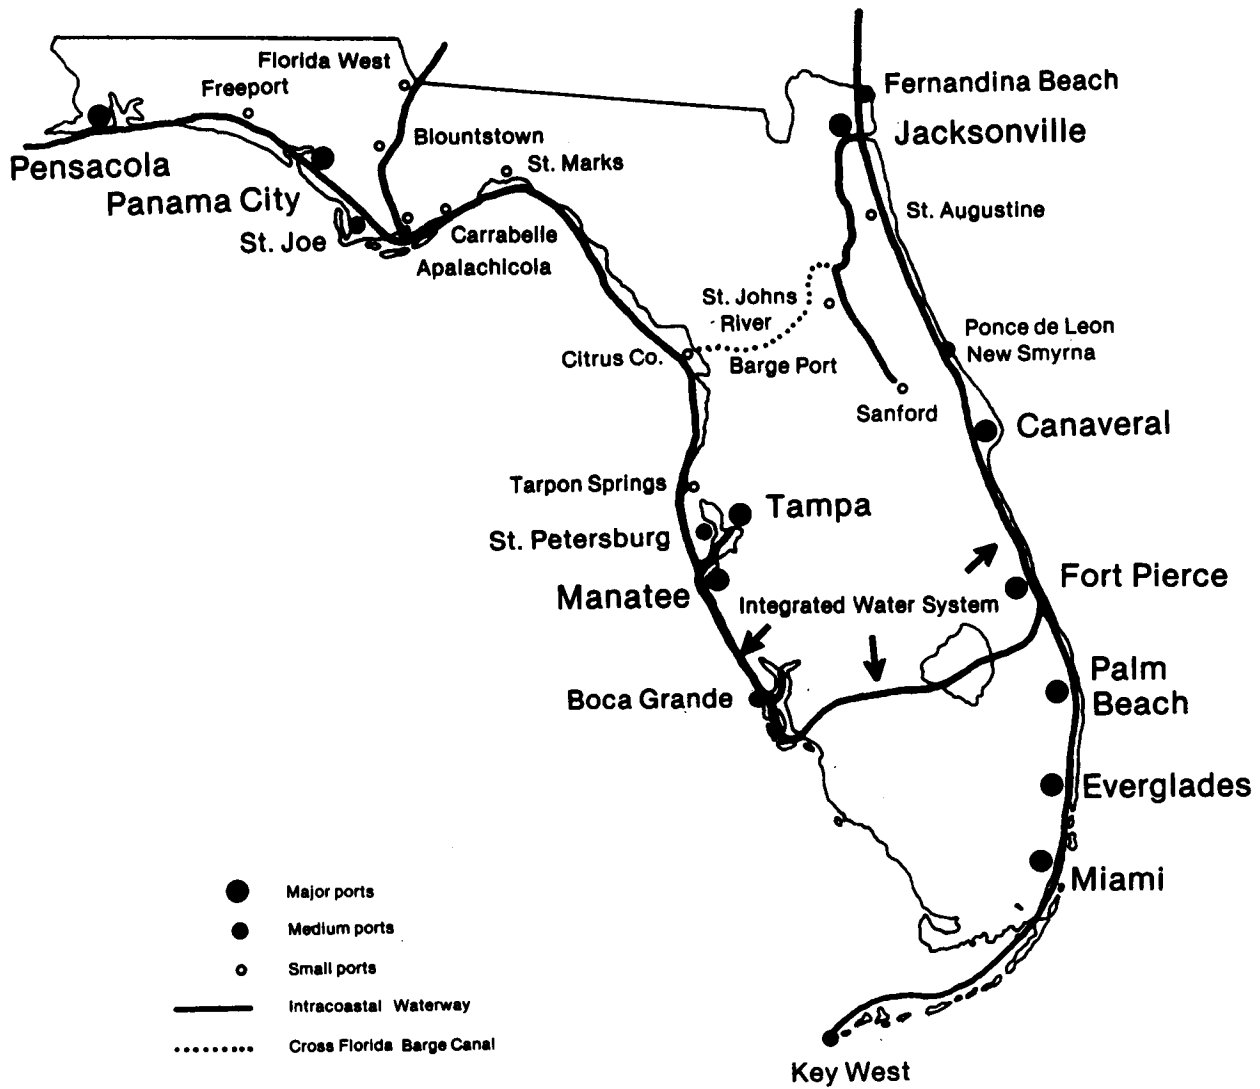 Florida West
Freeport
Fernandina Beach
Jacksonville
Blountstown
St. Marks
Pensacola
Panama City
St. Joe
Carrabelle
Apalachicola
St. Augustine
St. Johns
River
Barge Port
Citrus Co.
Ponce de Leon
New Smyrna
Sanford
Canaveral
Tarpon Springs
Tampa
St. Petersburg
Manatee
Integrated Water System
Fort Pierce
Boca Grande
Palm
Beach
Everglades
Miami
Key West
Major ports
Medium ports
Small ports
Intracoastal Waterway
Cross Florida Barge Canal